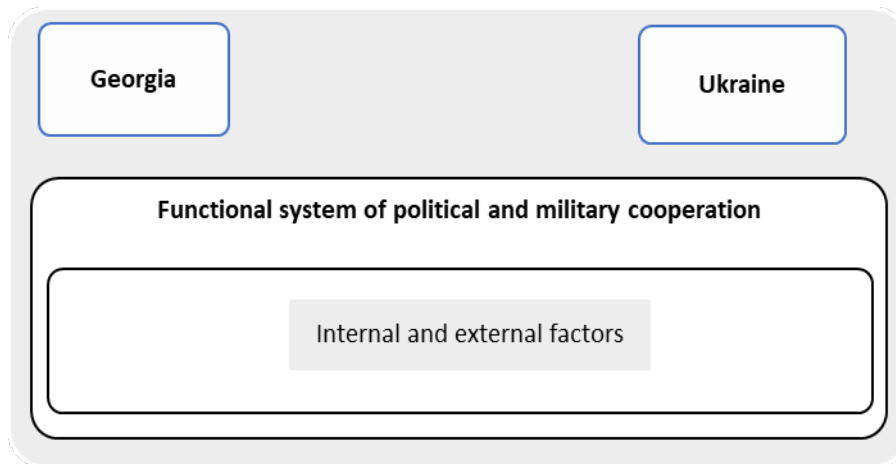 Georgia
Ukraine
Functional system of political and military cooperation
Internal and external factors